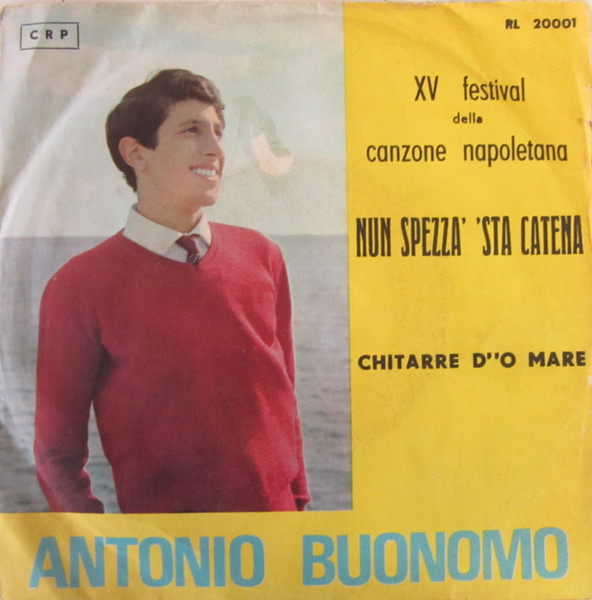 CRP
RL 20001
XV festival
della
canzone napoletana
NUN SPEZZA' 'STA CATENA
CHITARRE D''O MARE
ANTONIO BUONOMO